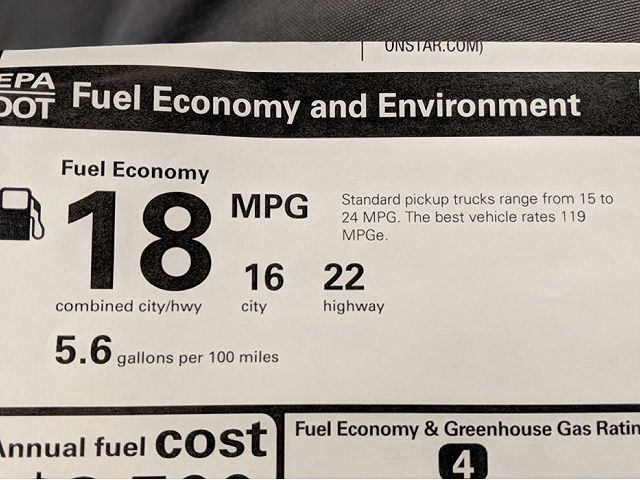 ONSTAR.COM)
EPA
DOT
Fuel Economy and Environment
Fuel Economy
18 MPG
Standard pickup trucks range from 15 to
24 MPG. The best vehicle rates 119
MPGe.
16 22
combined city/hwy city highway
5.6 gallons per 100 miles
Annual fuel cost
Fuel Economy & Greenhouse Gas Ratin
4